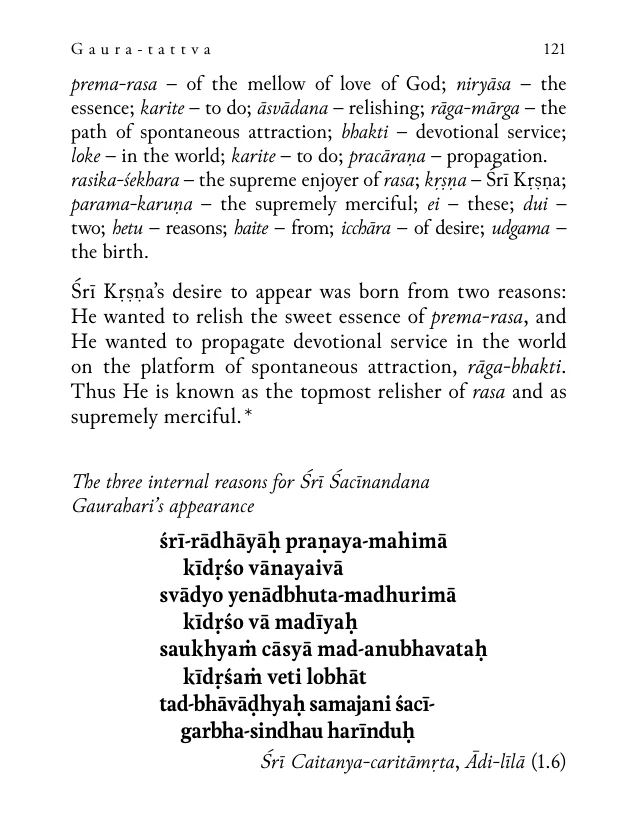 Gaura-tattva 121
prema-rasa – of the mellow of love of God; niryāsa – the
essence; karite – to do; āsvādana – relishing; rāga-mārga – the
path of spontaneous attraction; bhakti – devotional service;
loke – in the world; karite – to do; pracāraṇa – propagation.
rasika-śekhara – the supreme enjoyer of rasa; kṛṣṇa – Śrī Kṛṣṇa;
parama-karuṇa – the supremely merciful; ei – these; dui –
two; hetu – reasons; haite – from; icchāra – of desire; udgama –
the birth.
Śrī Kṛṣṇa’s desire to appear was born from two reasons:
He wanted to relish the sweet essence of prema-rasa, and
He wanted to propagate devotional service in the world
on the platform of spontaneous attraction, rāga-bhakti.
Thus He is known as the topmost relisher of rasa and as
supremely merciful.*
The three internal reasons for Śrī Śacīnandana
Gaurahari’s appearance
śrī-rādhāyāḥ praṇaya-mahimā
kīdṛśo vānayaivā
svādyo yenādbhuta-madhurimā
kīdṛśo vā madīyaḥ
saukhyaṁ cāsyā mad-anubhavataḥ
kīdṛśaṁ veti lobhāt
tad-bhāvāḍhyaḥ samajani śacī-
garbha-sindhau harīnduḥ
Śrī Caitanya-caritāmṛta, Ādi-līlā (1.6)